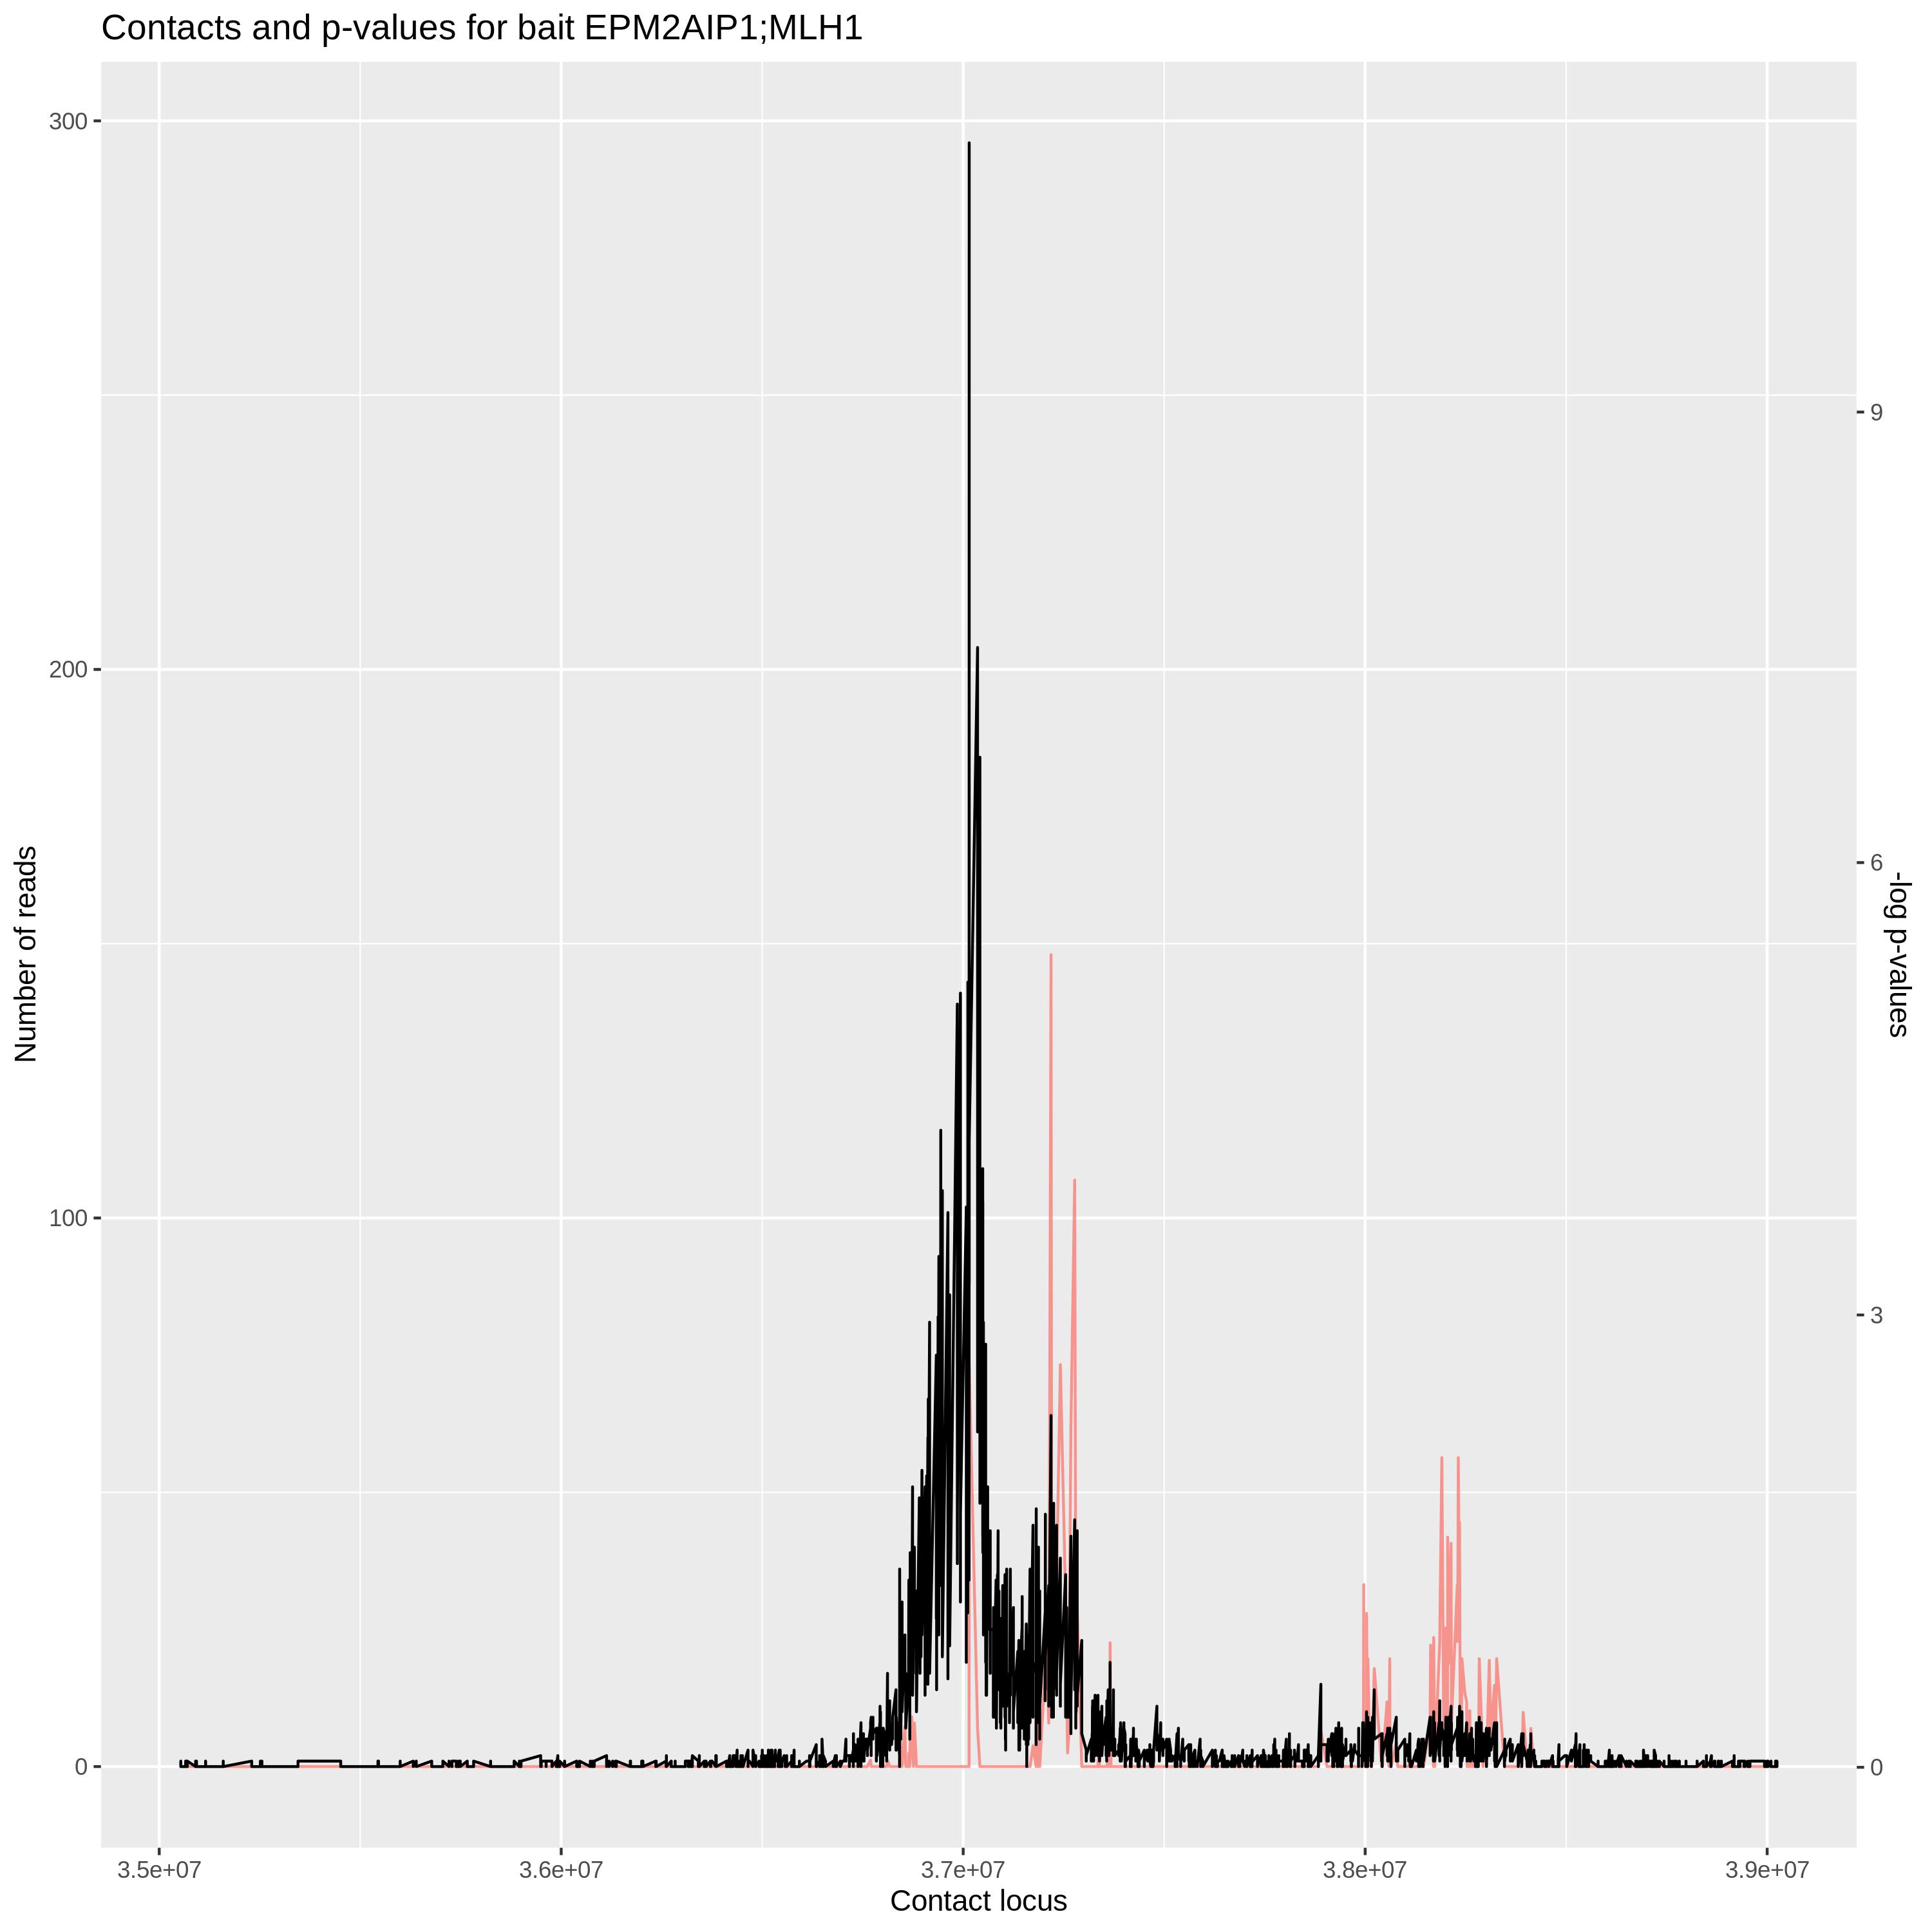 Contacts and p-values for bait EPM2AIP1;MLH1
300
200
100
0
Number of reads
9
6
3
0
-log p-values
3.5e+07
3.6e+07
3.7e+07
3.8e+07
3.9e+07
Contact locus